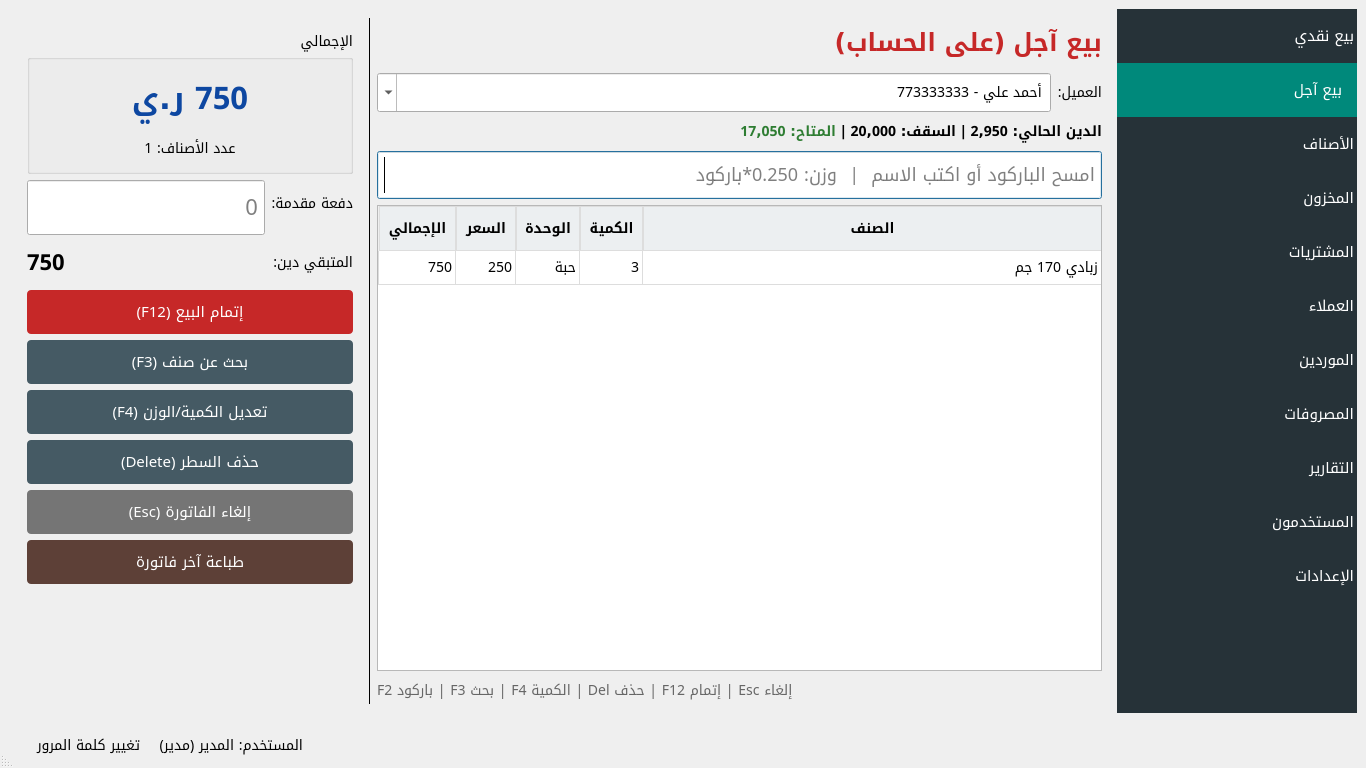 بيع نقدي
بيع آجل
الأصناف
المخزون
المشتريات
العملاء
الموردين
المصروفات
التقارير
المستخدمون
الإعدادات
بيع آجل (على الحساب)
العميل: أحمد علي - 773333333
الدين الحالي: 2,950 | السقف: 20,000 | المتاح: 17,050
امسح الباركود أو اكتب الاسم | وزن: 0.250*باركود
الصنف الكمية الوحدة السعر الإجمالي
زبادي 170 جم 3 حبة 250 750
باركود F2 | بحث F3 | الكمية F4 | حذف Del | إتمام F12 | إلغاء Esc
الإجمالي
750 ر.ي
عدد الأصناف: 1
دفعة مقدمة: 0
المتبقي دين: 750
إتمام البيع (F12)
بحث عن صنف (F3)
تعديل الكمية/الوزن (F4)
حذف السطر (Delete)
إلغاء الفاتورة (Esc)
طباعة آخر فاتورة
المستخدم: المدير (مدير) تغيير كلمة المرور